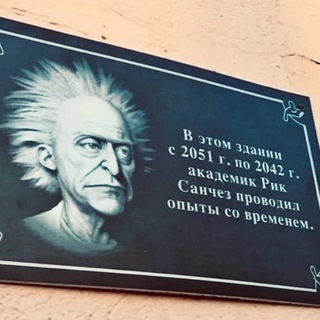 В этом здании
с 2051 г. по 2042 г.
академик Рик
Санчез проводил
опыты со временем.